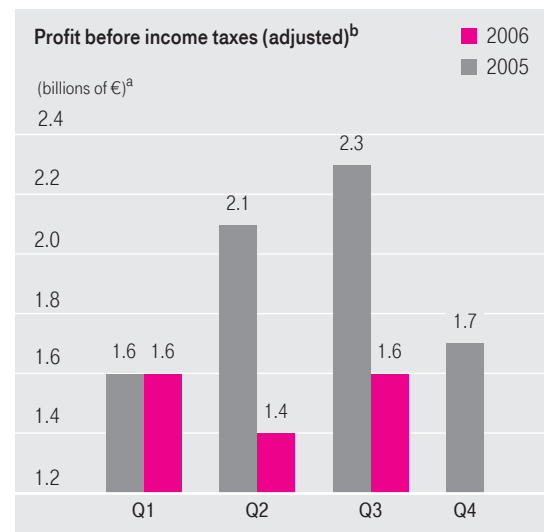 Profit before income taxes (adjusted)b
2006
2005
(billions of €)a
2.4
2.3
2.2
2.1
2.0
1.8
1.7
1.6
1.6
1.6
1.6
1.4
1.4
1.2
Q1
Q2
Q3
Q4